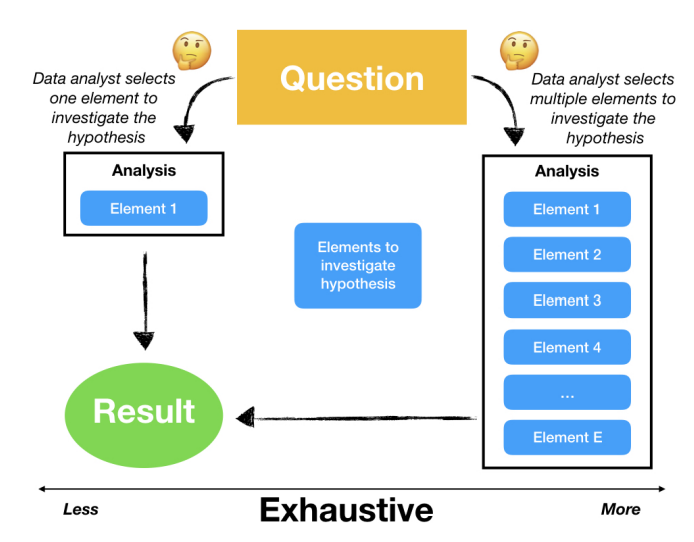 Question
Data analyst selects
one element to
investigate the
hypothesis
Data analyst selects
multiple elements to
investigate the
hypothesis
Analysis
Element 1
Elements to
investigate
hypothesis
Analysis
Element 1
Element 2
Element 3
Element 4
...
Element E
Result
Less
Exhaustive
More